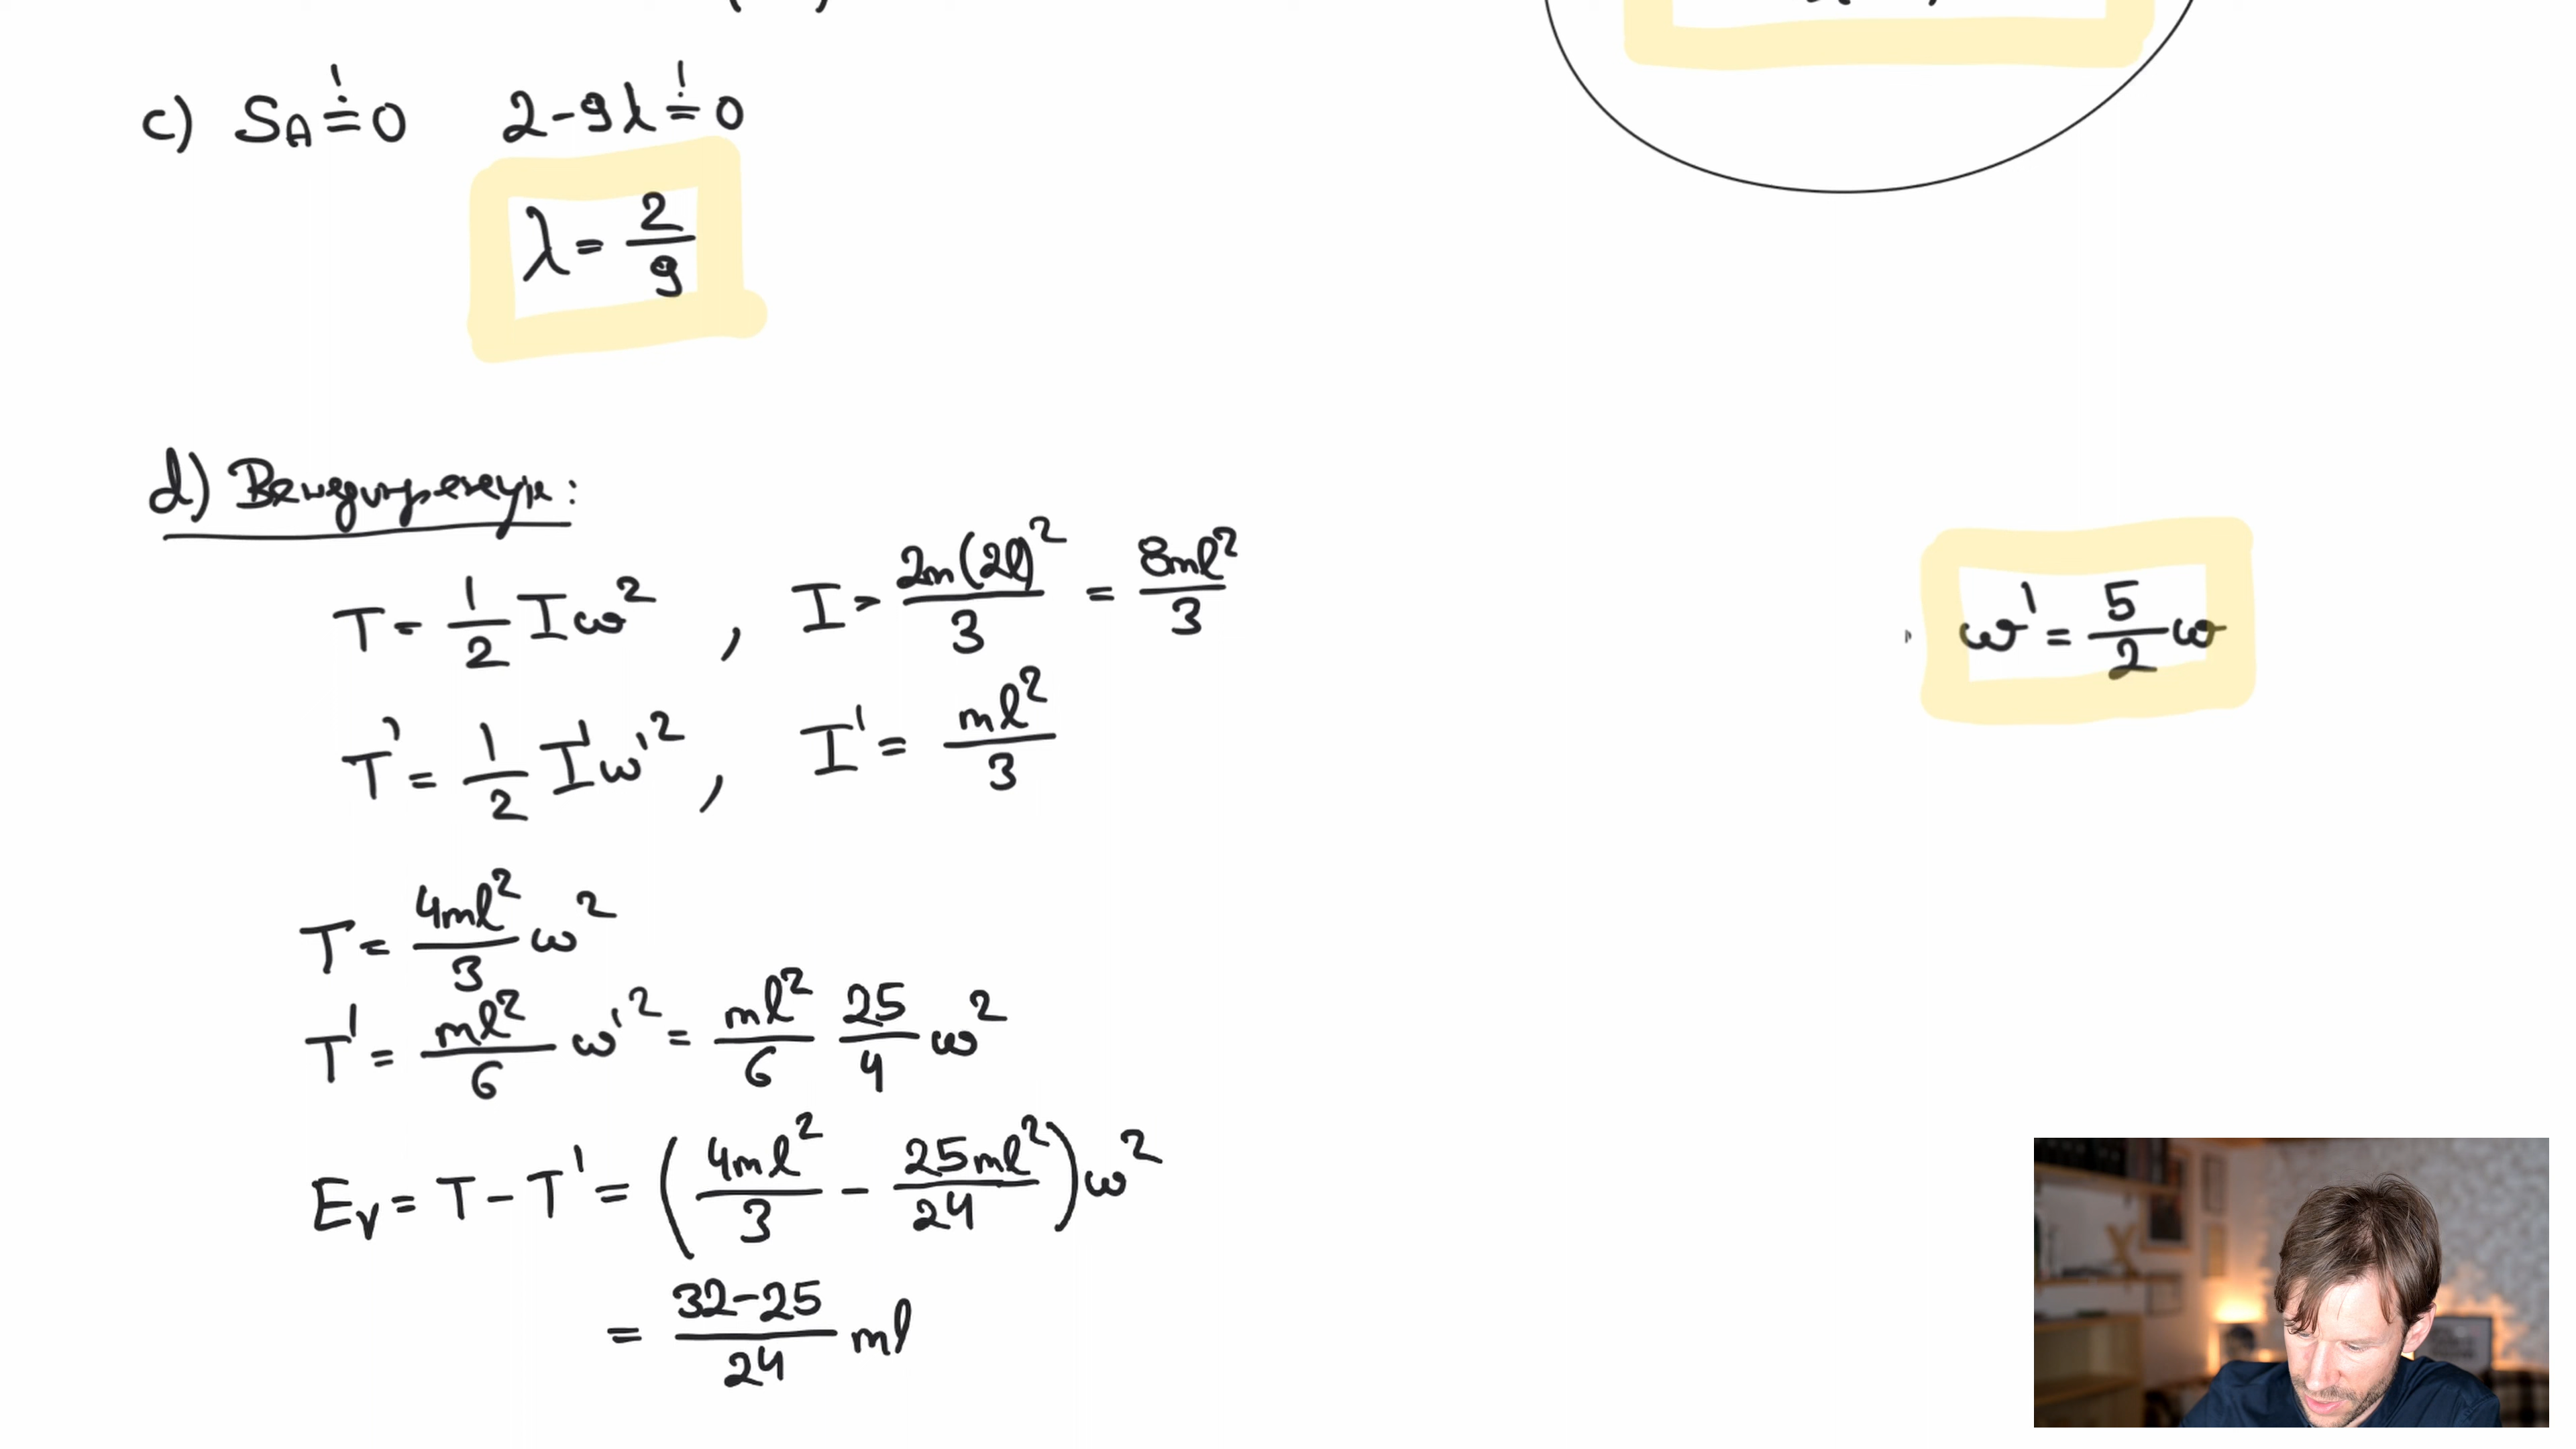 c) S_A =! 0   2-9λ =! 0
λ = 2/9
d) Bewegungsenergie:
T = 1/2 I ω² , I = 2m(2l)²/3 = 8ml²/3
ω' = 5/2 ω
T' = 1/2 I' ω'² , I' = ml²/3
T = 4ml²/3 ω²
T' = ml²/6 ω'² = ml²/6 25/4 ω²
E_V = T - T' = (4ml²/3 - 25ml²/24) ω²
= 32-25/24 ml